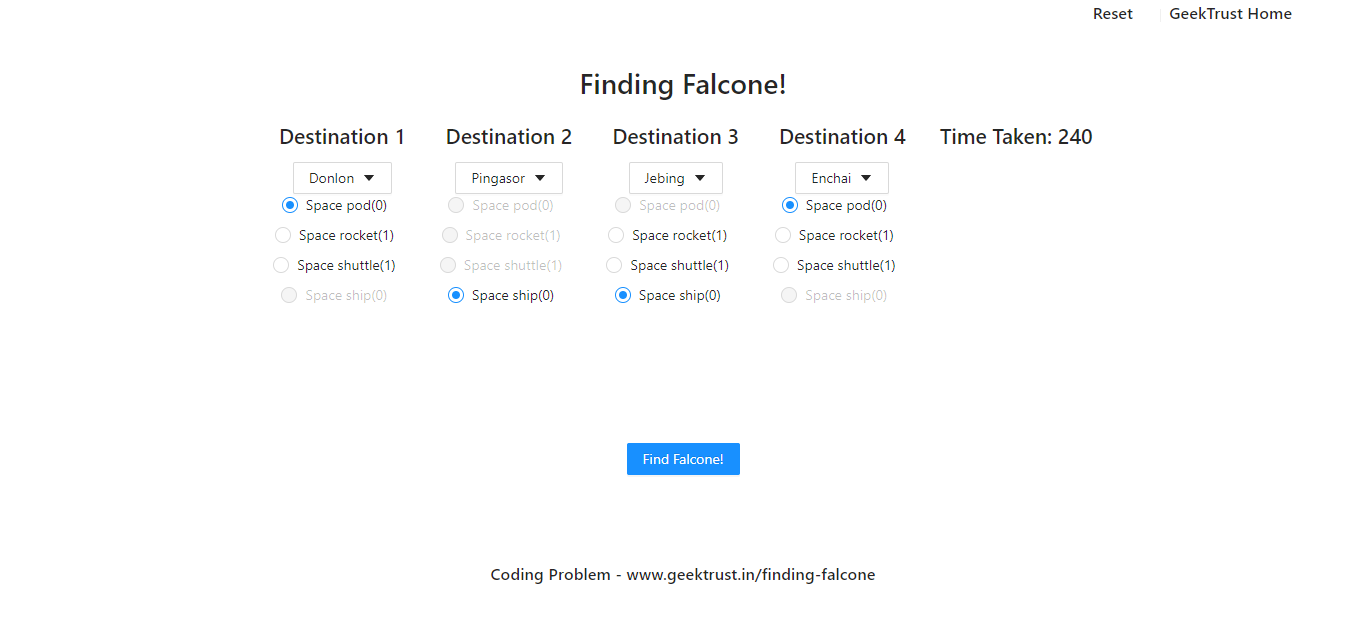 Reset GeekTrust Home
Finding Falcone!
Destination 1 Destination 2 Destination 3 Destination 4 Time Taken: 240
Donlon Pingasor Jebing Enchai
Space pod(0) Space pod(0) Space pod(0) Space pod(0)
Space rocket(1) Space rocket(1) Space rocket(1) Space rocket(1)
Space shuttle(1) Space shuttle(1) Space shuttle(1) Space shuttle(1)
Space ship(0) Space ship(0) Space ship(0) Space ship(0)
Find Falcone!
Coding Problem - www.geektrust.in/finding-falcone